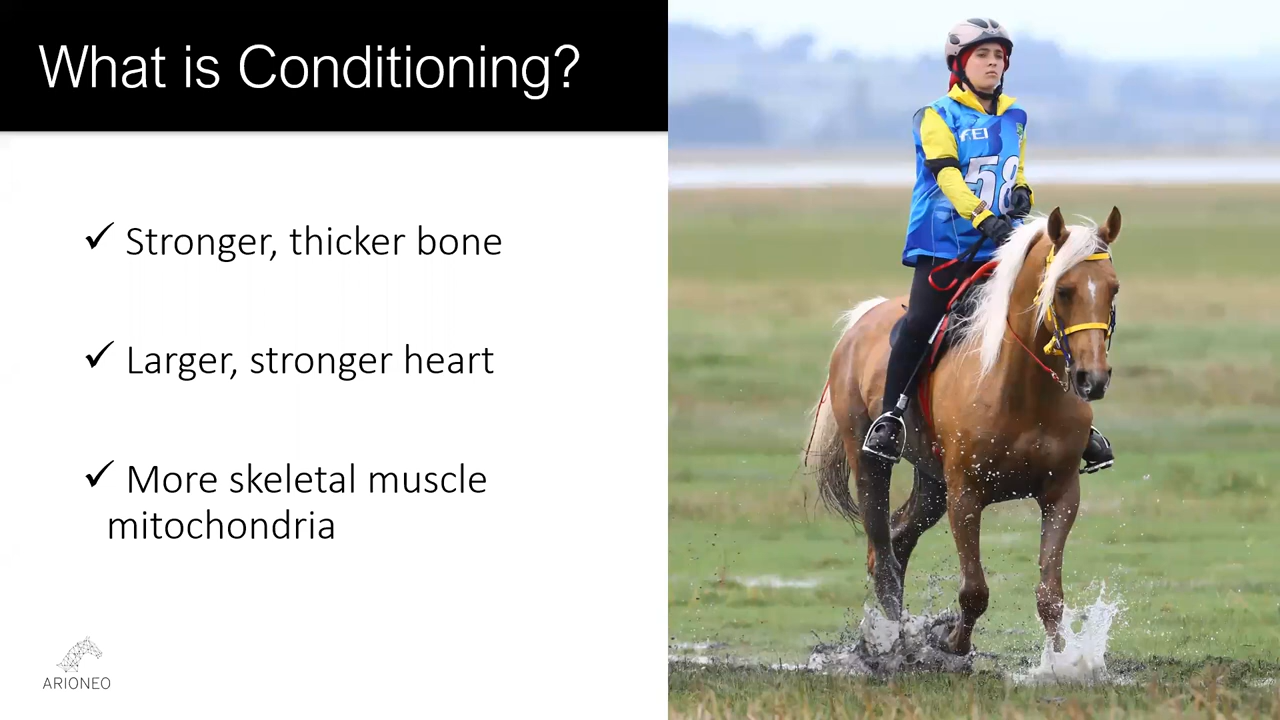 What is Conditioning?
✓ Stronger, thicker bone
✓ Larger, stronger heart
✓ More skeletal muscle
mitochondria
ARIONEO
FEI
58